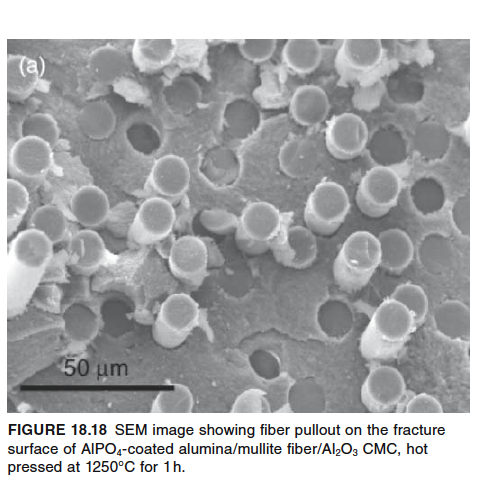 (a)
50 μm
FIGURE 18.18 SEM image showing fiber pullout on the fracture
surface of AlPO₄-coated alumina/mullite fiber/Al₂O₃ CMC, hot
pressed at 1250°C for 1 h.